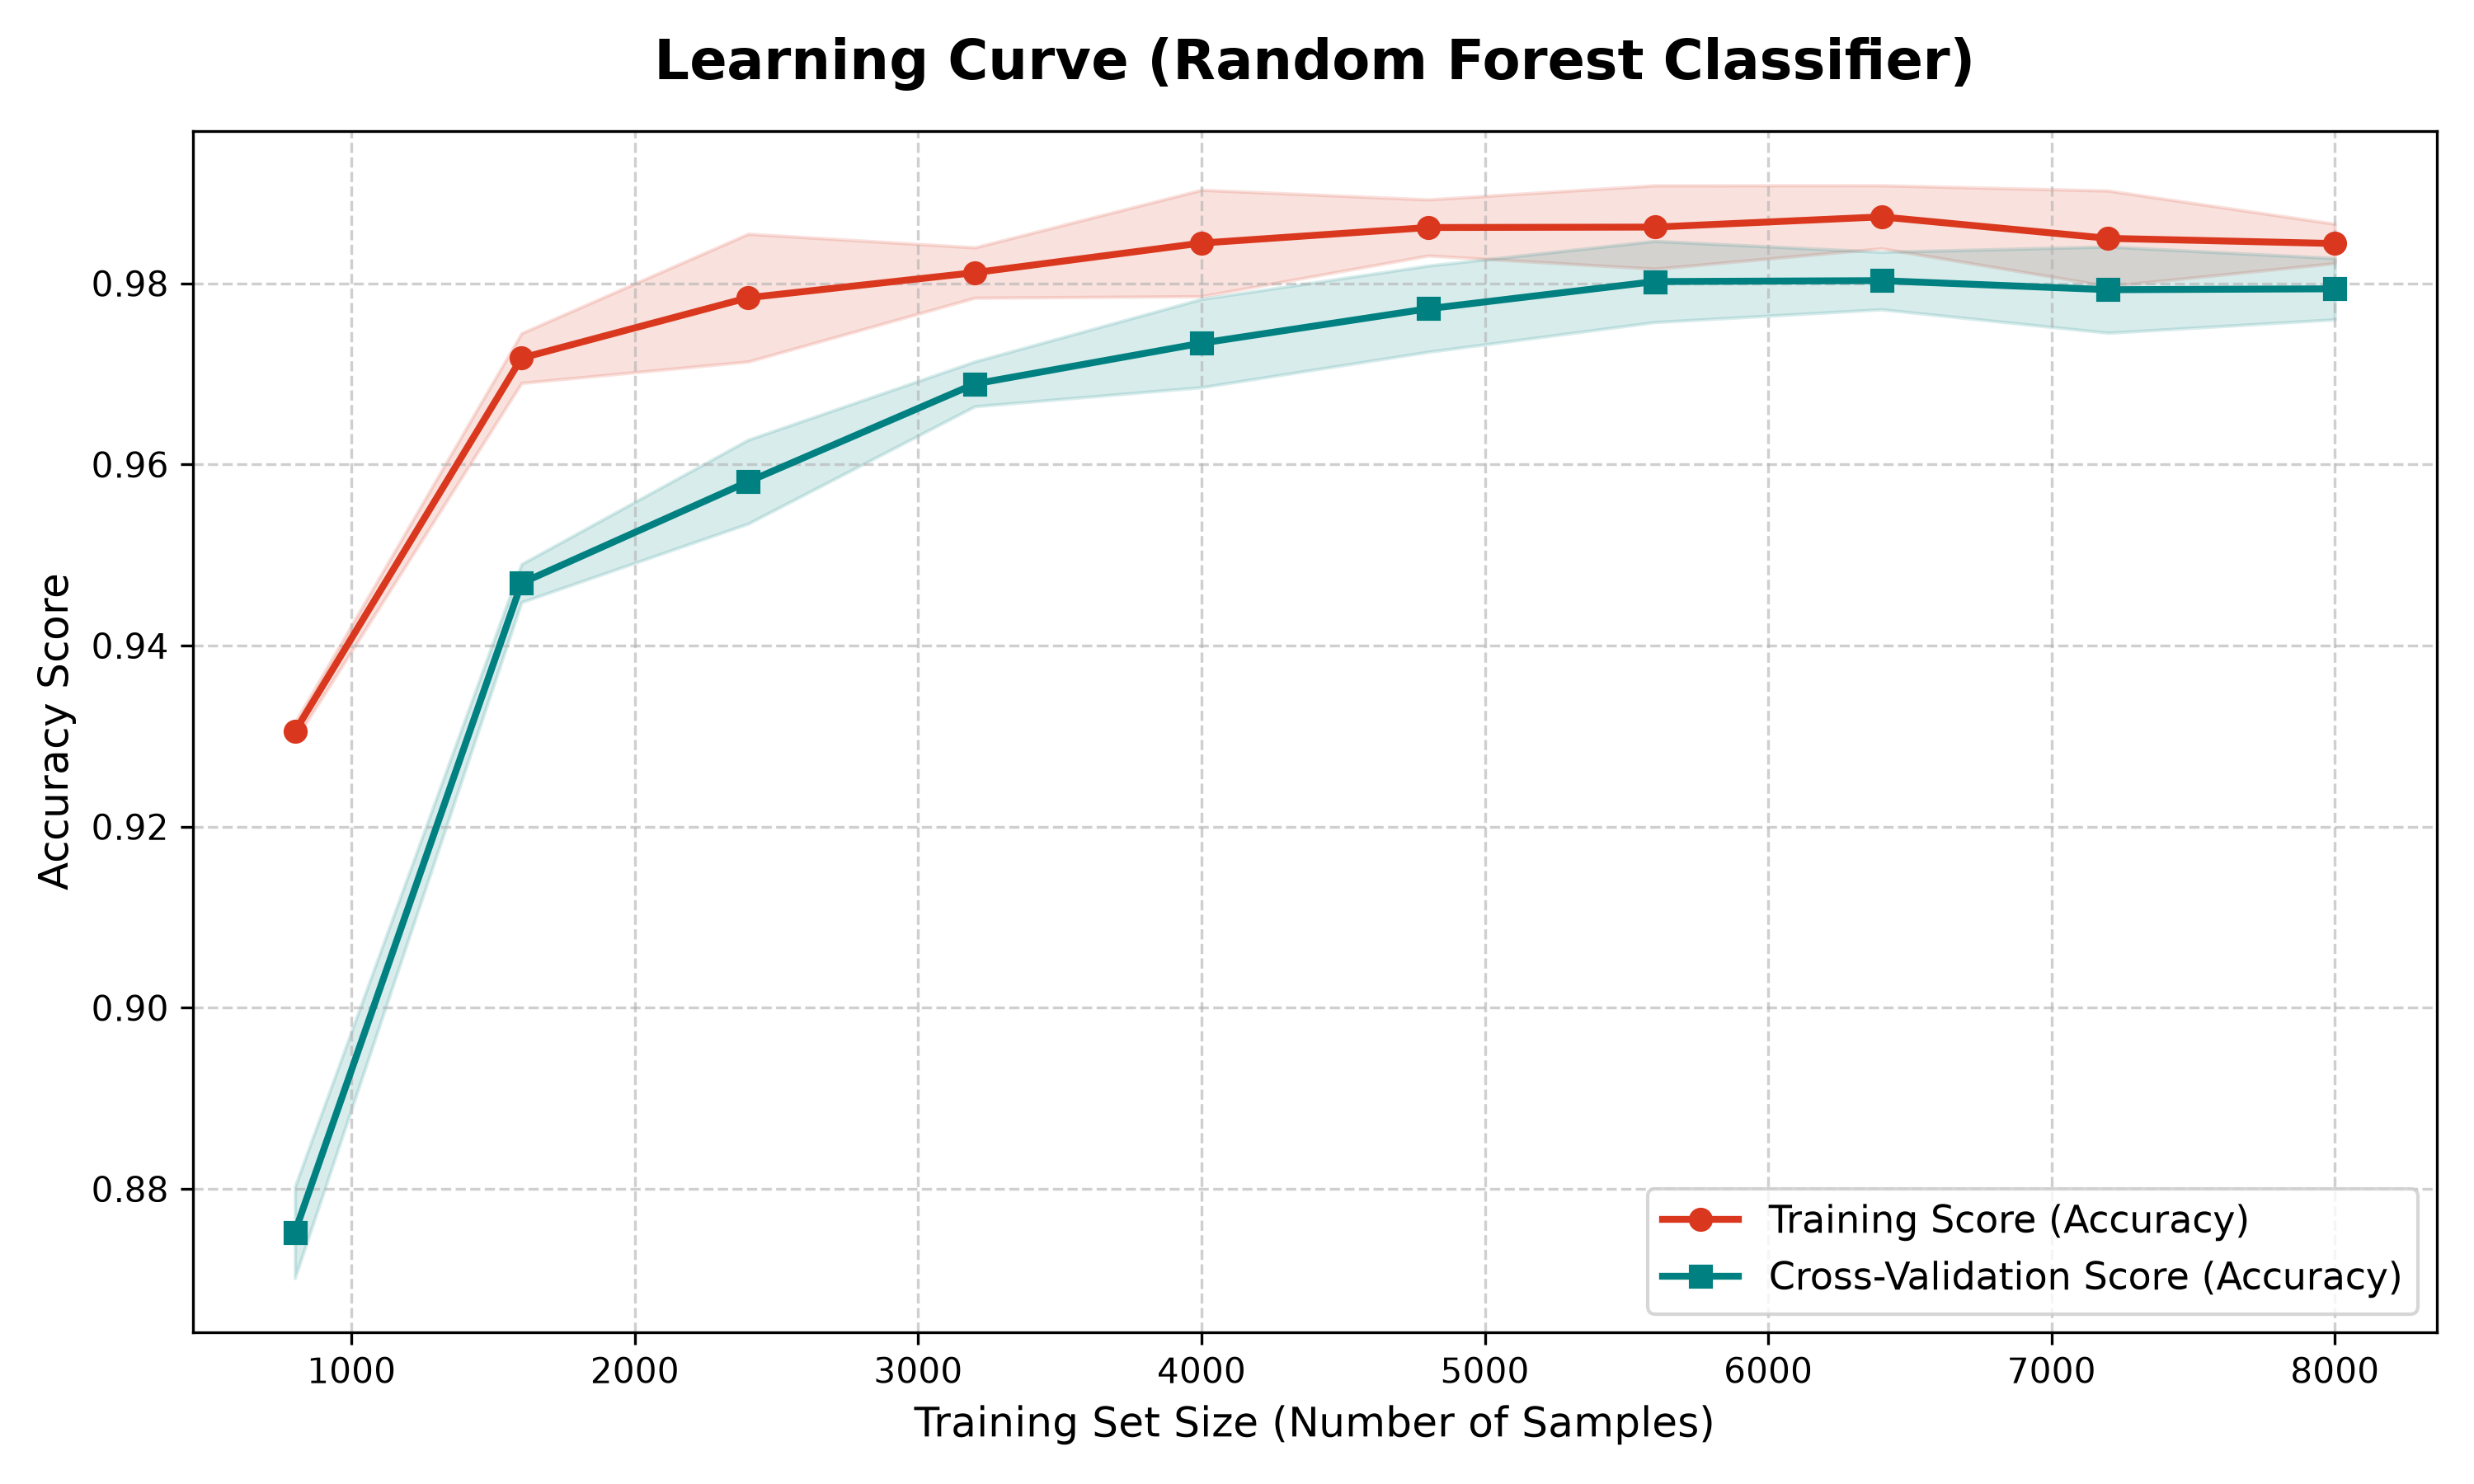 Learning Curve (Random Forest Classifier)
Accuracy Score
0.98
0.96
0.94
0.92
0.90
0.88
Training Score (Accuracy)
Cross-Validation Score (Accuracy)
1000 2000 3000 4000 5000 6000 7000 8000
Training Set Size (Number of Samples)